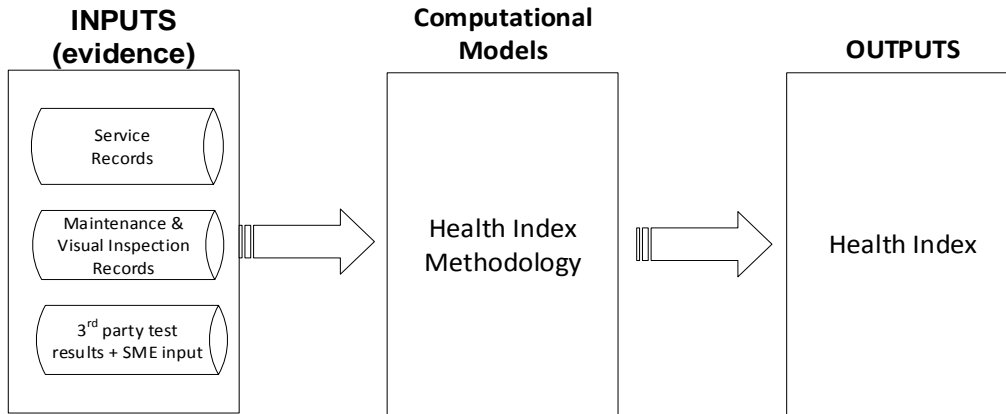 INPUTS
(evidence)
Service
Records
Maintenance &
Visual Inspection
Records
3rd party test
results + SME input
Computational
Models
Health Index
Methodology
OUTPUTS
Health Index